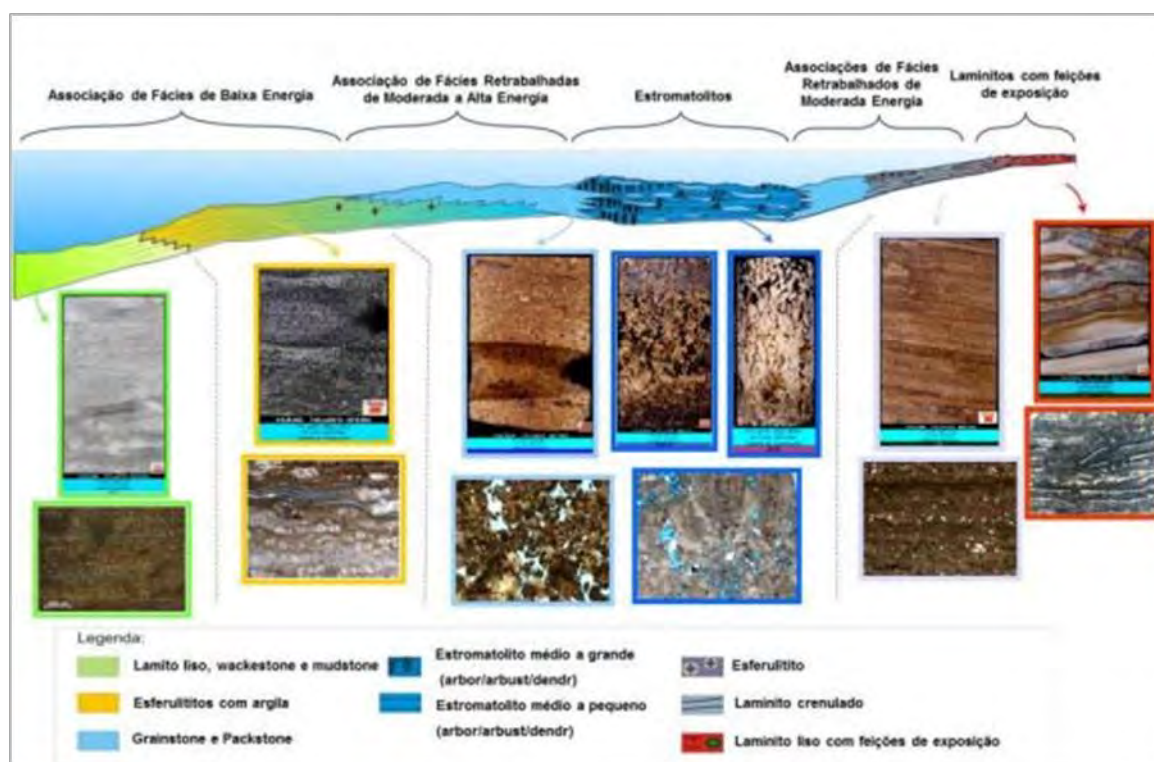 Associação de Fácies de Baixa Energia
Associação de Fácies Retrabalhadas
de Moderada a Alta Energia
Estromatolitos
Associações de Fácies
Retrabalhados de
Moderada Energia
Laminitos com feições
de exposição
Legenda:
Lamito liso, wackestone e mudstone
Esferulititos com argila
Grainstone e Packstone
Estromatolito médio a grande
(arbor/arbust/dendr)
Estromatolito médio a pequeno
(arbor/arbust/dendr)
Esferulitito
Laminito crenulado
Laminito liso com feições de exposição